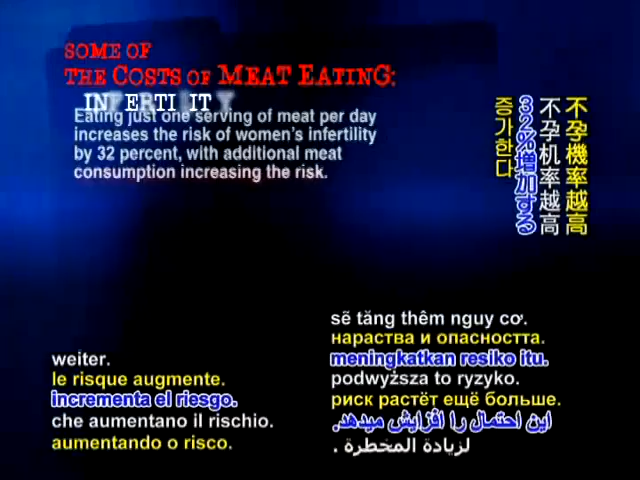 SOME OF
THE COSTS OF MEAT EATING:
INFERTILITY
Eating just one serving of meat per day
increases the risk of women's infertility
by 32 percent, with additional meat
consumption increasing the risk.
不孕機率越高
不孕机率越高
32%增加する
증가한다
weiter.
le risque augmente.
incrementa el riesgo.
che aumentano il rischio.
aumentando o risco.
sẽ tăng thêm nguy cơ.
нараства и опасността.
meningkatkan resiko itu.
podwyższa to ryzyko.
риск растёт ещё больше.
این احتمال را افزایش میدهد.
لزيادة المخطرة .